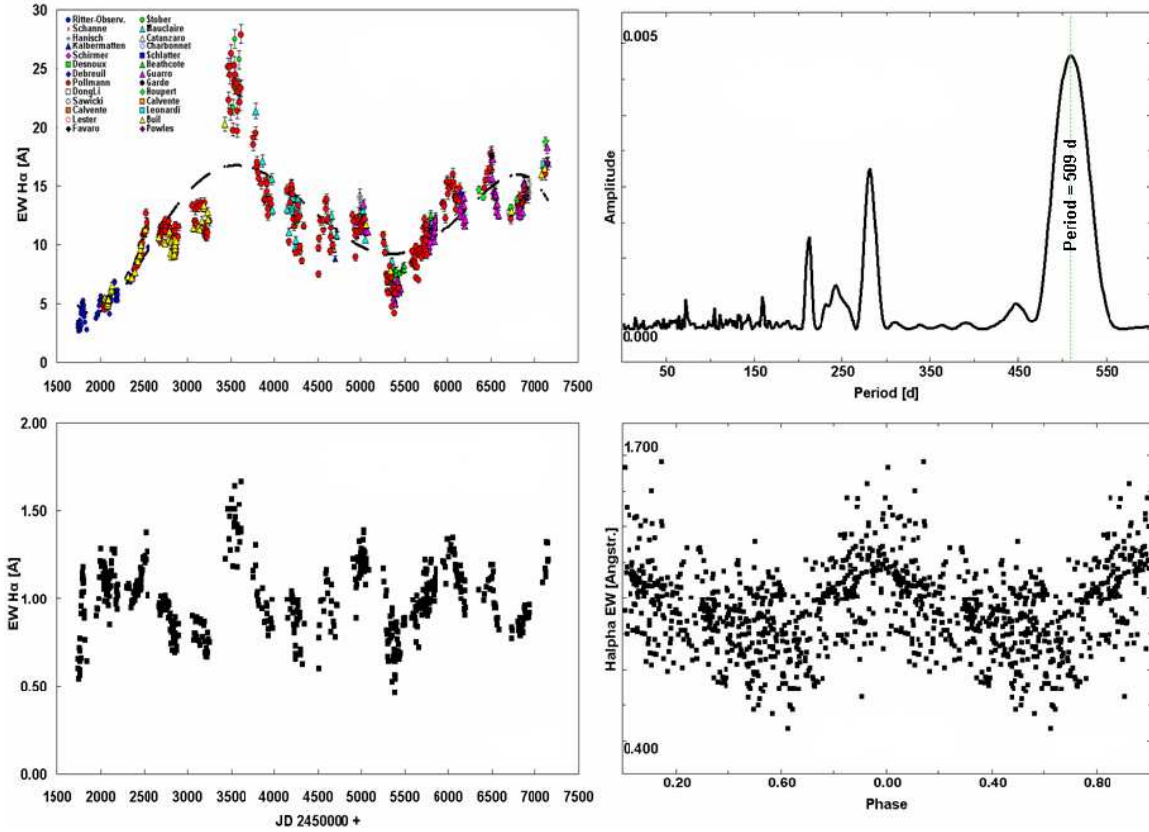 EW Hα [Å]
30
25
20
15
10
5
0
Ritter-Observ.
Schanne
Hanisch
Kalbermatten
Schirmer
Desnoux
Debreuil
Pollmann
DongLi
Sawicki
Calvente
Lester
Favaro
Stober
Mauclaire
Catanzaro
Charbonnet
Schlatter
Heathcote
Guarro
Garde
Houpert
Calvente
Leonardi
Buil
Powles
1500 2000 2500 3000 3500 4000 4500 5000 5500 6000 6500 7000 7500
Amplitude
0.005
0.000
Period = 509 d
50 150 250 350 450 550
Period [d]
EW Hα [Å]
2.00
1.50
1.00
0.50
0.00
1500 2000 2500 3000 3500 4000 4500 5000 5500 6000 6500 7000 7500
JD 2450000 +
Halpha EW [Angstr.]
1.700
0.400
0.20 0.60 0.00 0.40 0.80
Phase